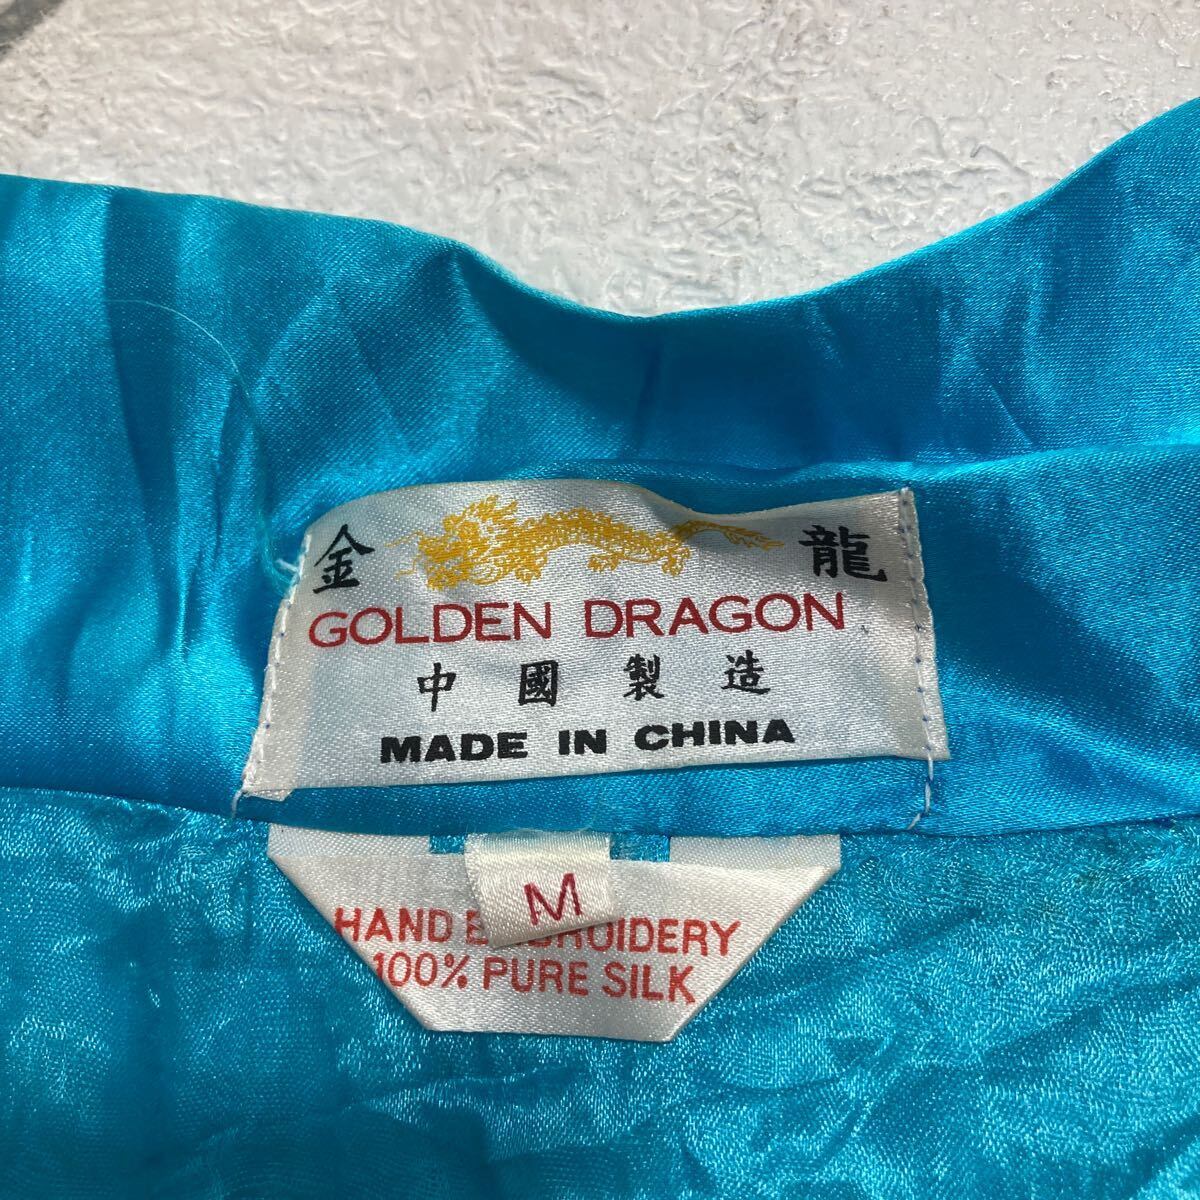 金 龍
GOLDEN DRAGON
中國製造
MADE IN CHINA
M
HAND EMBROIDERY
100% PURE SILK